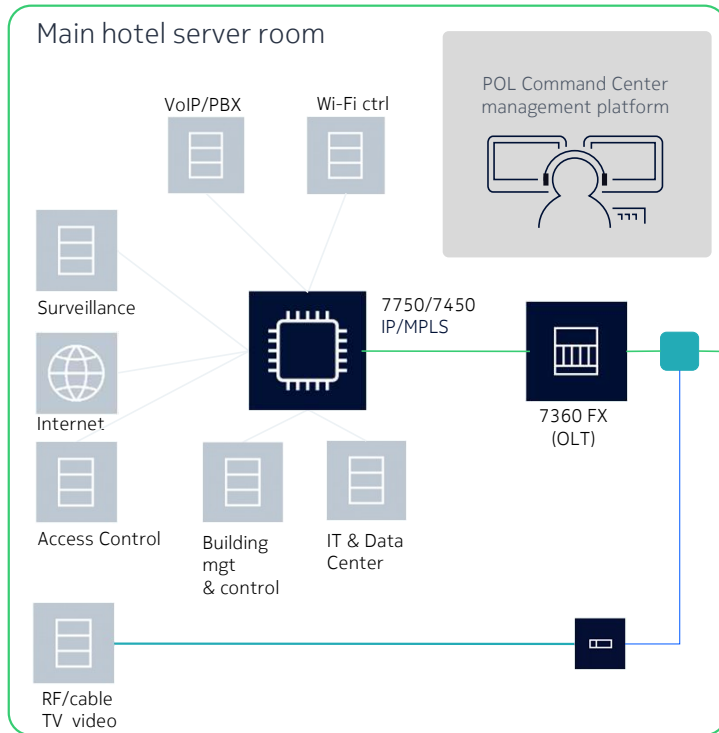 Main hotel server room
POL Command Center
management platform
VoIP/PBX
Wi-Fi ctrl
Surveillance
7750/7450
IP/MPLS
Internet
7360 FX
(OLT)
Access Control
Building
mgt
& control
IT & Data
Center
RF/cable
TV video